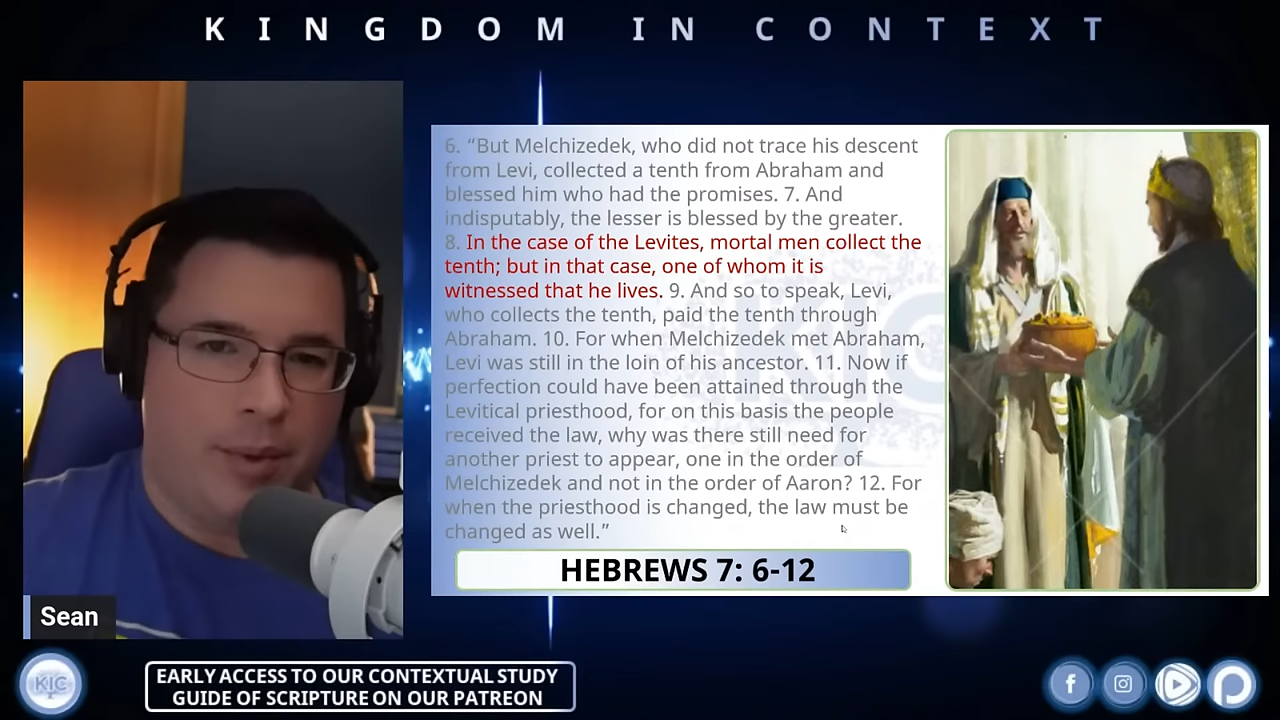 KINGDOM IN CONTEXT
6. “But Melchizedek, who did not trace his descent
from Levi, collected a tenth from Abraham and
blessed him who had the promises. 7. And
indisputably, the lesser is blessed by the greater.
8. In the case of the Levites, mortal men collect the
tenth; but in that case, one of whom it is
witnessed that he lives. 9. And so to speak, Levi,
who collects the tenth, paid the tenth through
Abraham. 10. For when Melchizedek met Abraham,
Levi was still in the loin of his ancestor. 11. Now if
perfection could have been attained through the
Levitical priesthood, for on this basis the people
received the law, why was there still need for
another priest to appear, one in the order of
Melchizedek and not in the order of Aaron? 12. For
when the priesthood is changed, the law must be
changed as well.”
HEBREWS 7: 6-12
Sean
KIC
EARLY ACCESS TO OUR CONTEXTUAL STUDY
GUIDE OF SCRIPTURE ON OUR PATREON